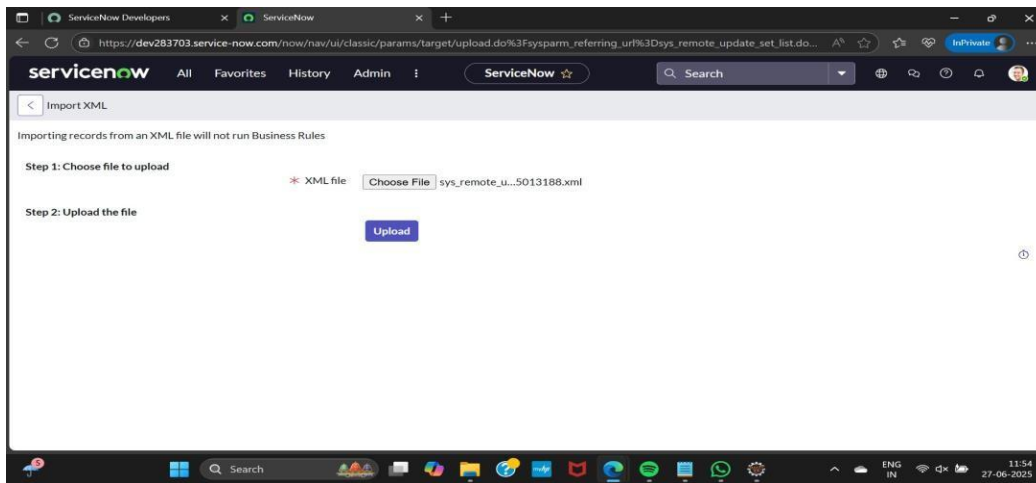 ServiceNow Developers
ServiceNow
https://dev283703.service-now.com/now/nav/ui/classic/params/target/upload.do%3Fsysparm_referring_url%3Dsys_remote_update_set_list.do...
InPrivate
servicenow All Favorites History Admin ServiceNow Search
Import XML
Importing records from an XML file will not run Business Rules
Step 1: Choose file to upload
XML file Choose File sys_remote_u...5013188.xml
Step 2: Upload the file
Upload
5
Search
ENG
IN
11:54
27-06-2025